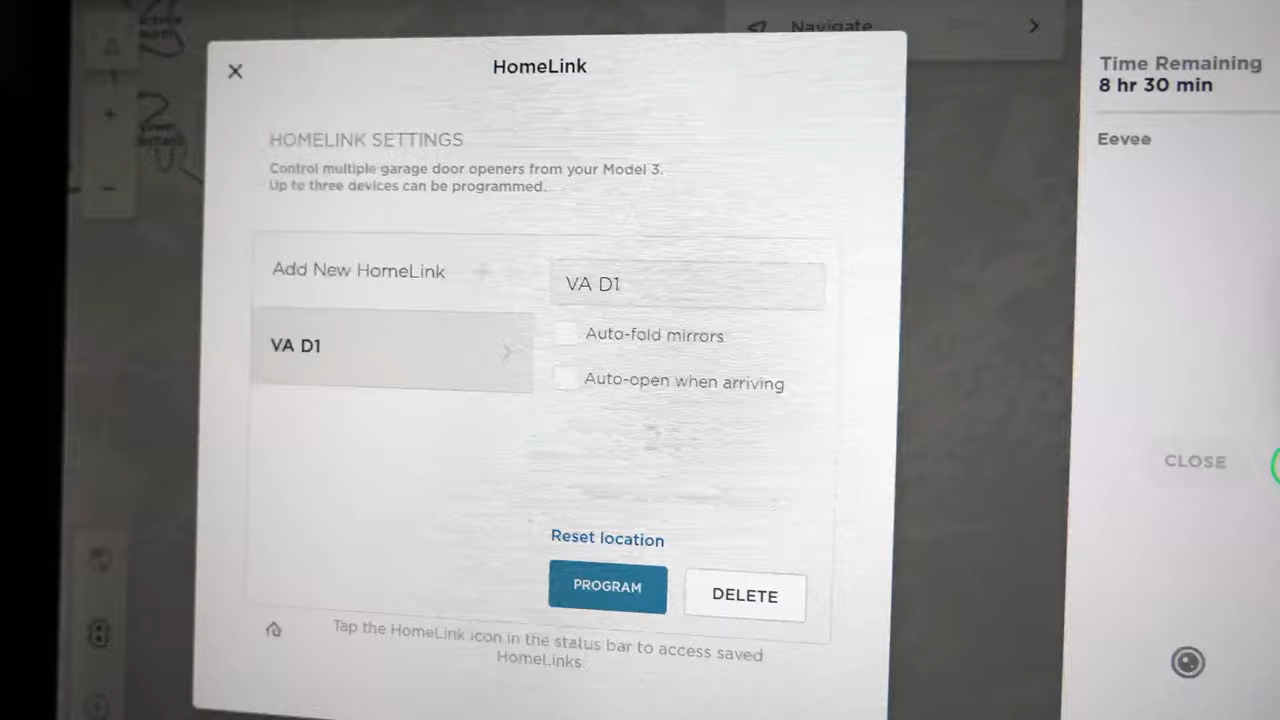 Navigate
HomeLink
Time Remaining
8 hr 30 min
Eevee
HOMELINK SETTINGS
Control multiple garage door openers from your Model 3.
Up to three devices can be programmed.
Add New HomeLink +
VA D1
VA D1
Auto-fold mirrors
Auto-open when arriving
CLOSE
Reset location
PROGRAM
DELETE
Tap the HomeLink icon in the status bar to access saved
HomeLinks.